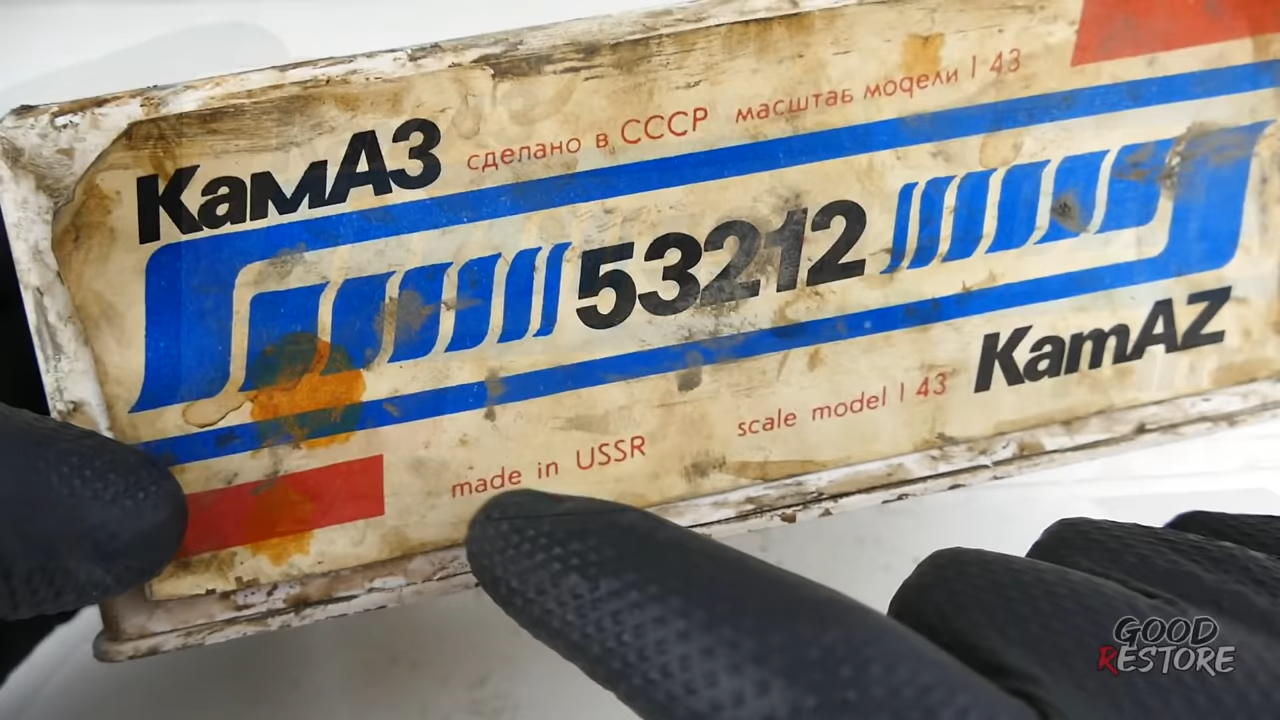 КамАЗ сделано в СССР масштаб модели 1 43
53212
made in USSR scale model 1 43 KamAZ
GOOD
RESTORE